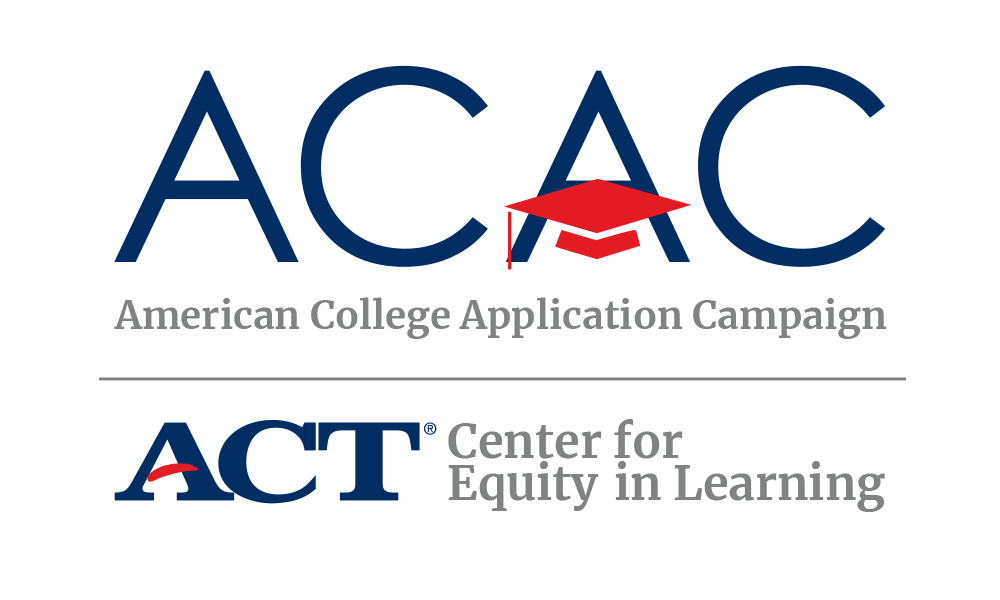 ACAC
American College Application Campaign
ACT® Center for
Equity in Learning